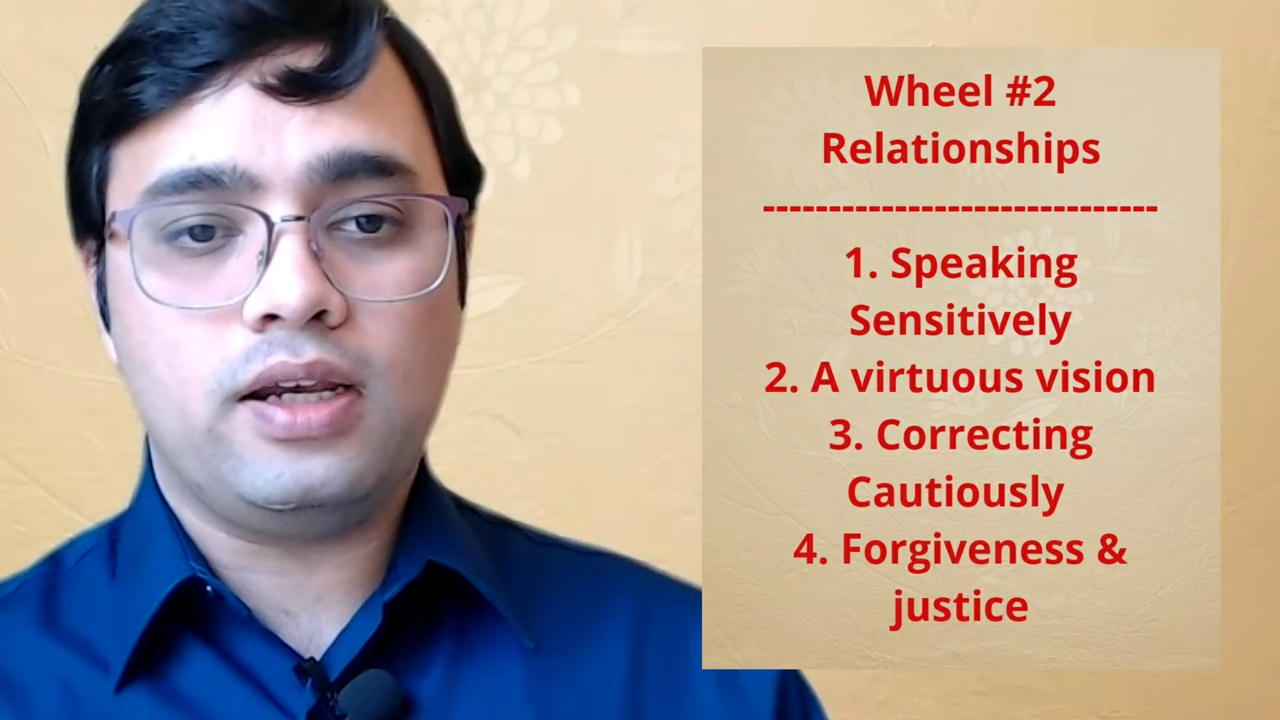 Wheel #2
Relationships
------------------------------
1. Speaking
Sensitively
2. A virtuous vision
3. Correcting
Cautiously
4. Forgiveness &
justice